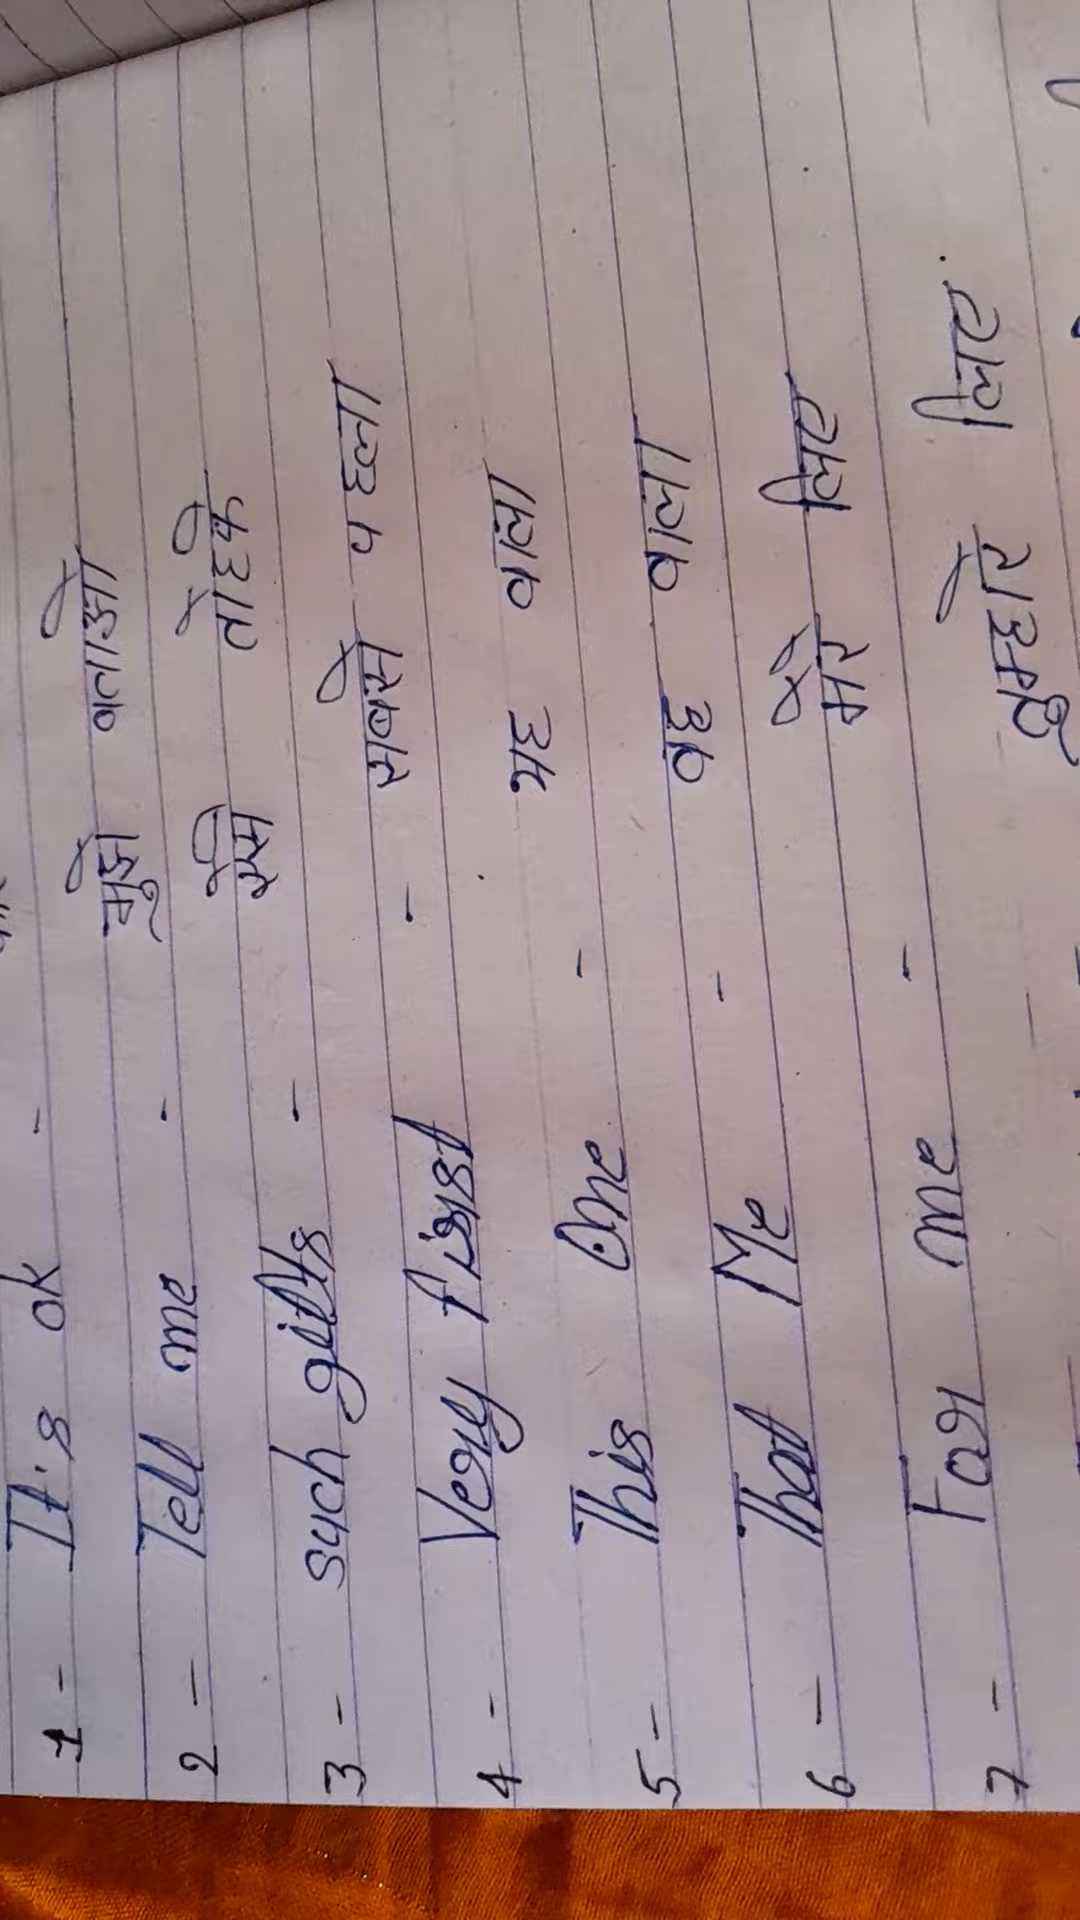 1 - It's ok -
2 - Tell me - मुझे बताओ
3 - such gifts - ऐसे तोहफे
4 - Very first - सबसे पहला
5 - This One - यह वाला
6 - That Me - वह वाला
7 - For me - मेरे लिए
तुम्हारे लिए